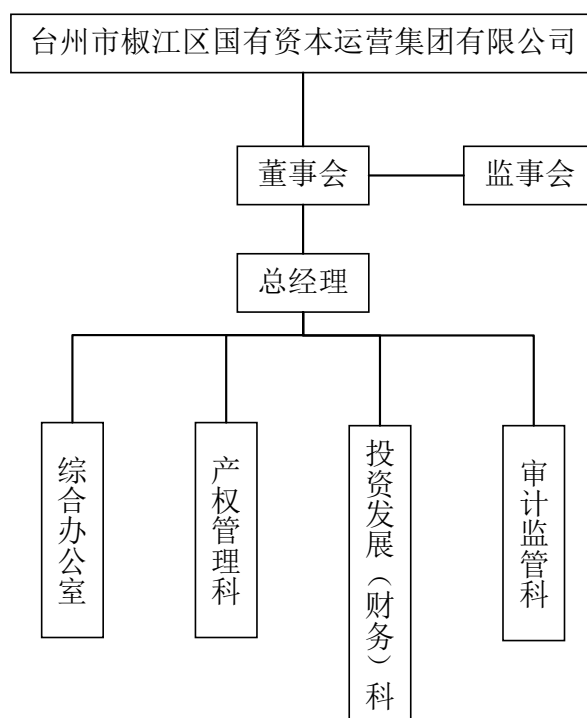 台州市椒江区国有资本运营集团有限公司
董事会
监事会
总经理
综合办公室
产权管理科
投资发展（财务）科
审计监管科